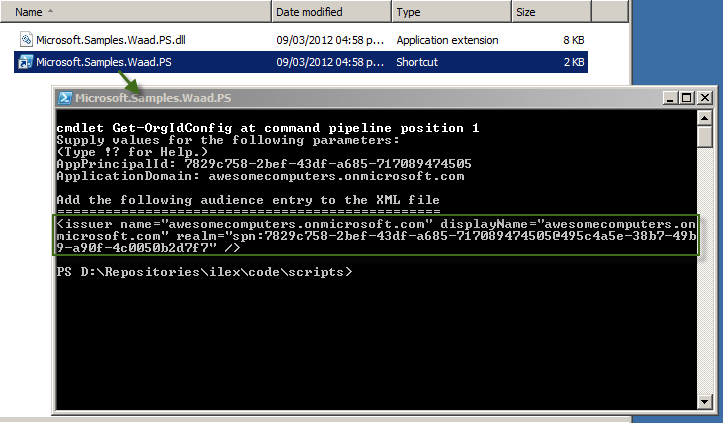 Name Date modified Type Size
Microsoft.Samples.Waad.PS.dll 09/03/2012 04:58 p... Application extension 8 KB
Microsoft.Samples.Waad.PS 09/03/2012 04:58 p... Shortcut 2 KB
Microsoft.Samples.Waad.PS
cmdlet Get-OrgIdConfig at command pipeline position 1
Supply values for the following parameters:
(Type !? for Help.)
AppPrincipalId: 7829c758-2bef-43df-a685-717089474505
ApplicationDomain: awesomecomputers.onmicrosoft.com
Add the following audience entry to the XML file
================================================
<issuer name="awesomecomputers.onmicrosoft.com" displayName="awesomecomputers.on
microsoft.com" realm="spn:7829c758-2bef-43df-a685-717089474505@495c4a5e-38b7-49b
9-a90f-4c0050b2d7f7" />
PS D:\Repositories\ilex\code\scripts>